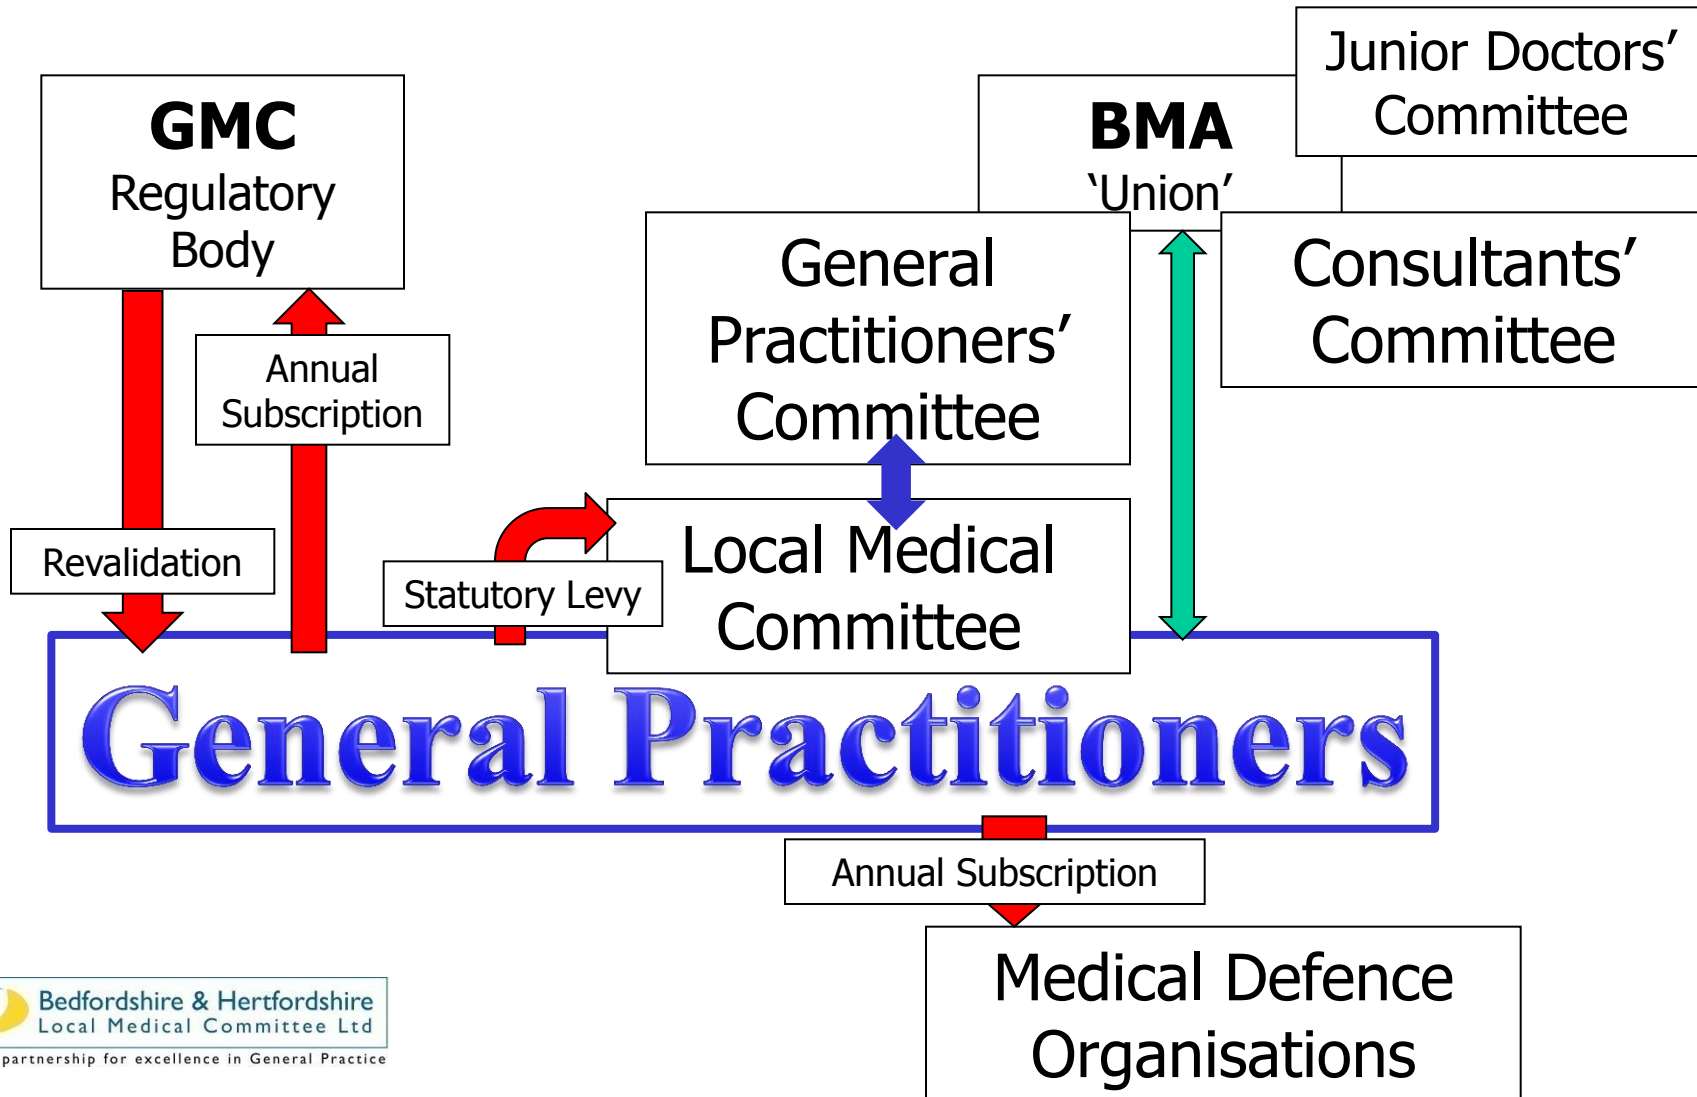 GMC
Regulatory
Body
BMA
‘Union’
Junior Doctors’
Committee
General
Practitioners’
Committee
Consultants’
Committee
Annual
Subscription
Revalidation
Statutory Levy
Local Medical
Committee
General Practitioners
Annual Subscription
Medical Defence
Organisations
Bedfordshire & Hertfordshire
Local Medical Committee Ltd
partnership for excellence in General Practice